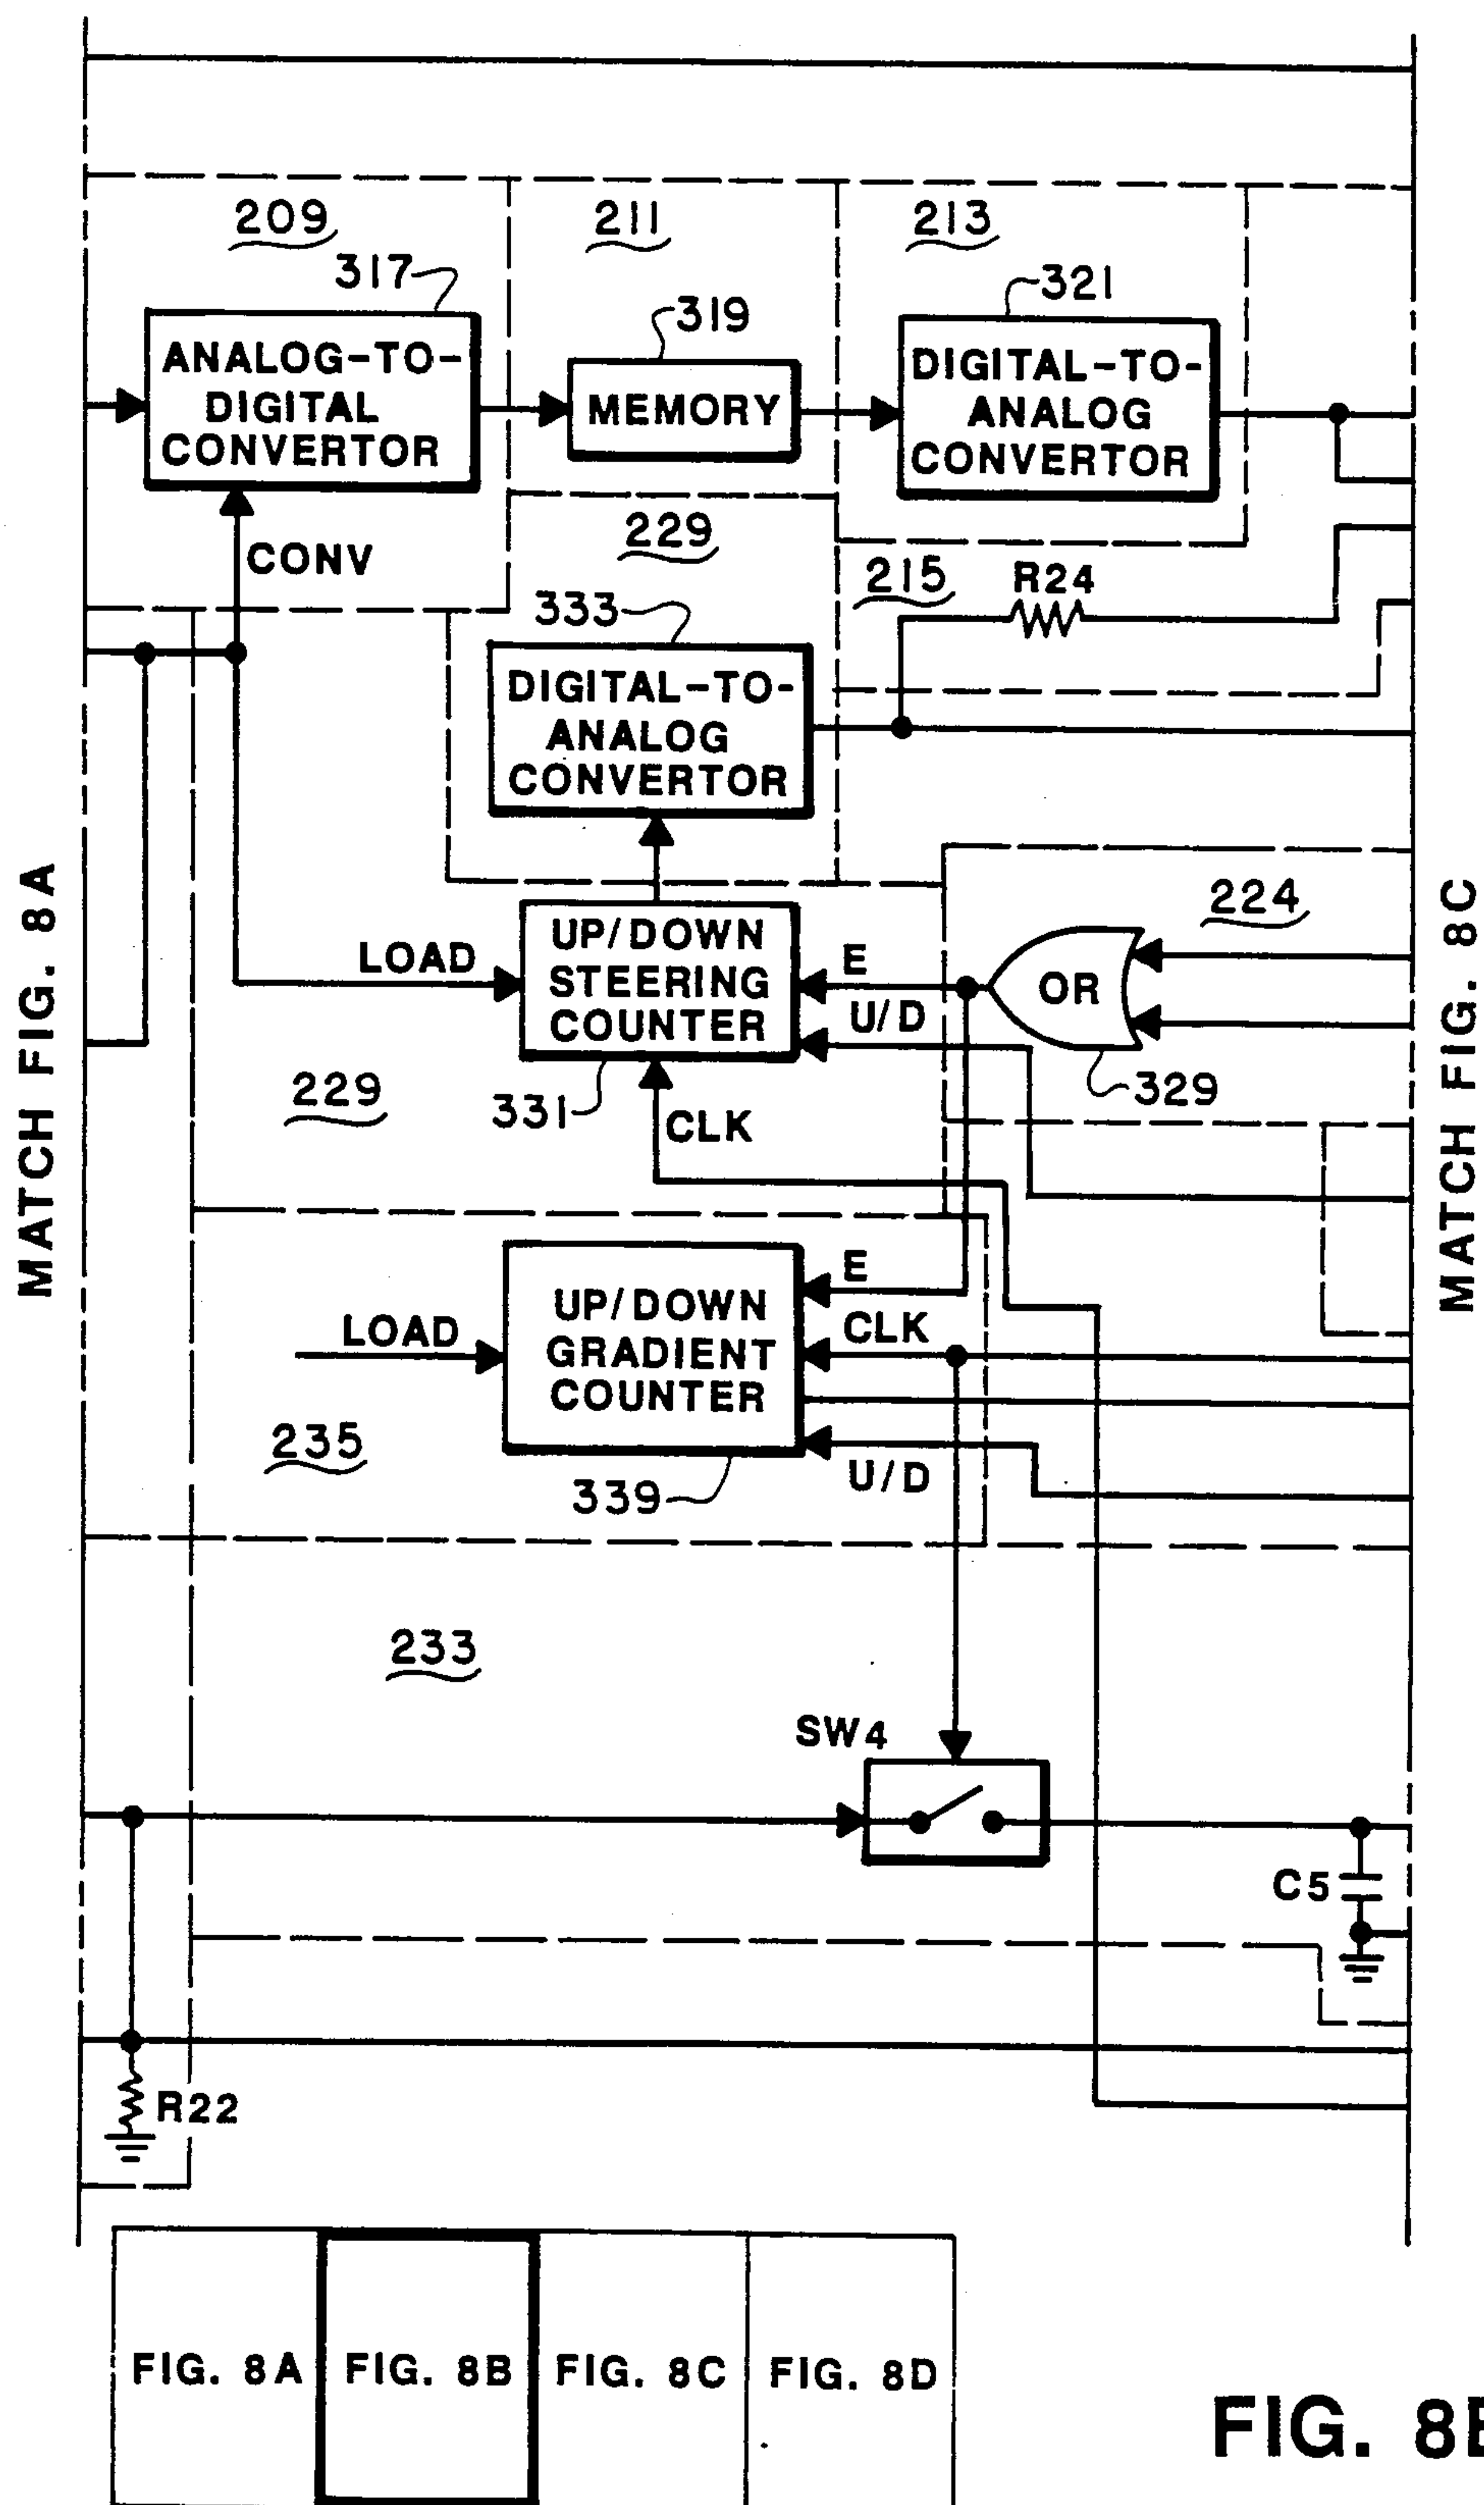 209
211
213
317
319
321
ANALOG-TO-
DIGITAL
CONVERTOR
MEMORY
DIGITAL-TO-
ANALOG
CONVERTOR
CONV
229
215
R24
333
DIGITAL-TO-
ANALOG
CONVERTOR
MATCH FIG. 8A
MATCH FIG. 8C
224
LOAD
UP/DOWN
STEERING
COUNTER
E
U/D
OR
229
331
CLK
329
LOAD
UP/DOWN
GRADIENT
COUNTER
E
CLK
U/D
235
339
233
SW4
C5
R22
FIG. 8A
FIG. 8B
FIG. 8C
FIG. 8D
FIG. 8